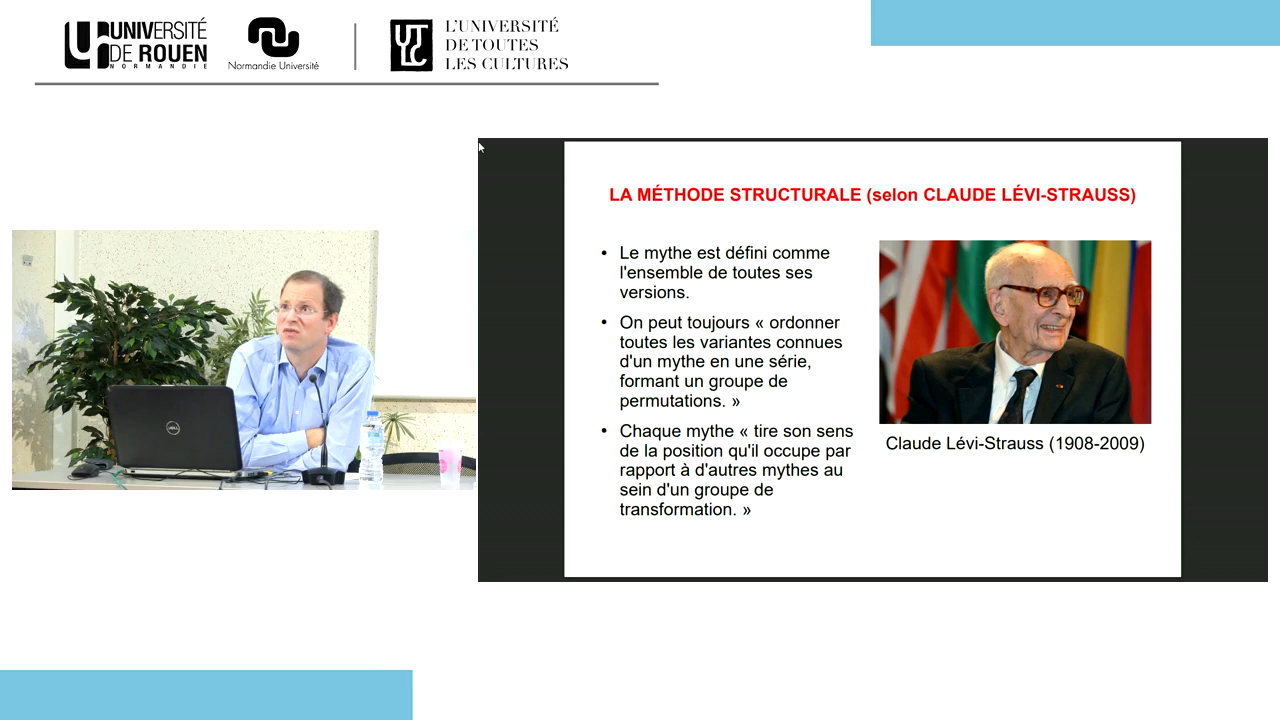 UNIVERSITÉ
DE ROUEN
NORMANDIE
Normandie Université
UTLC
L'UNIVERSITÉ
DE TOUTES
LES CULTURES
LA MÉTHODE STRUCTURALE (selon CLAUDE LÉVI-STRAUSS)
• Le mythe est défini comme
l'ensemble de toutes ses
versions.
• On peut toujours « ordonner
toutes les variantes connues
d'un mythe en une série,
formant un groupe de
permutations. »
• Chaque mythe « tire son sens
de la position qu'il occupe par
rapport à d'autres mythes au
sein d'un groupe de
transformation. »
Claude Lévi-Strauss (1908-2009)
DELL